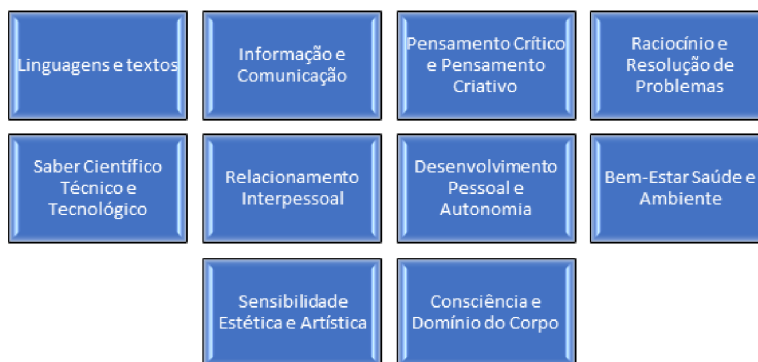 Linguagens e textos
Informação e
Comunicação
Pensamento Crítico
e Pensamento
Criativo
Raciocínio e
Resolução de
Problemas
Saber Científico
Técnico e
Tecnológico
Relacionamento
Interpessoal
Desenvolvimento
Pessoal e
Autonomia
Bem-Estar Saúde e
Ambiente
Sensibilidade
Estética e Artística
Consciência e
Domínio do Corpo